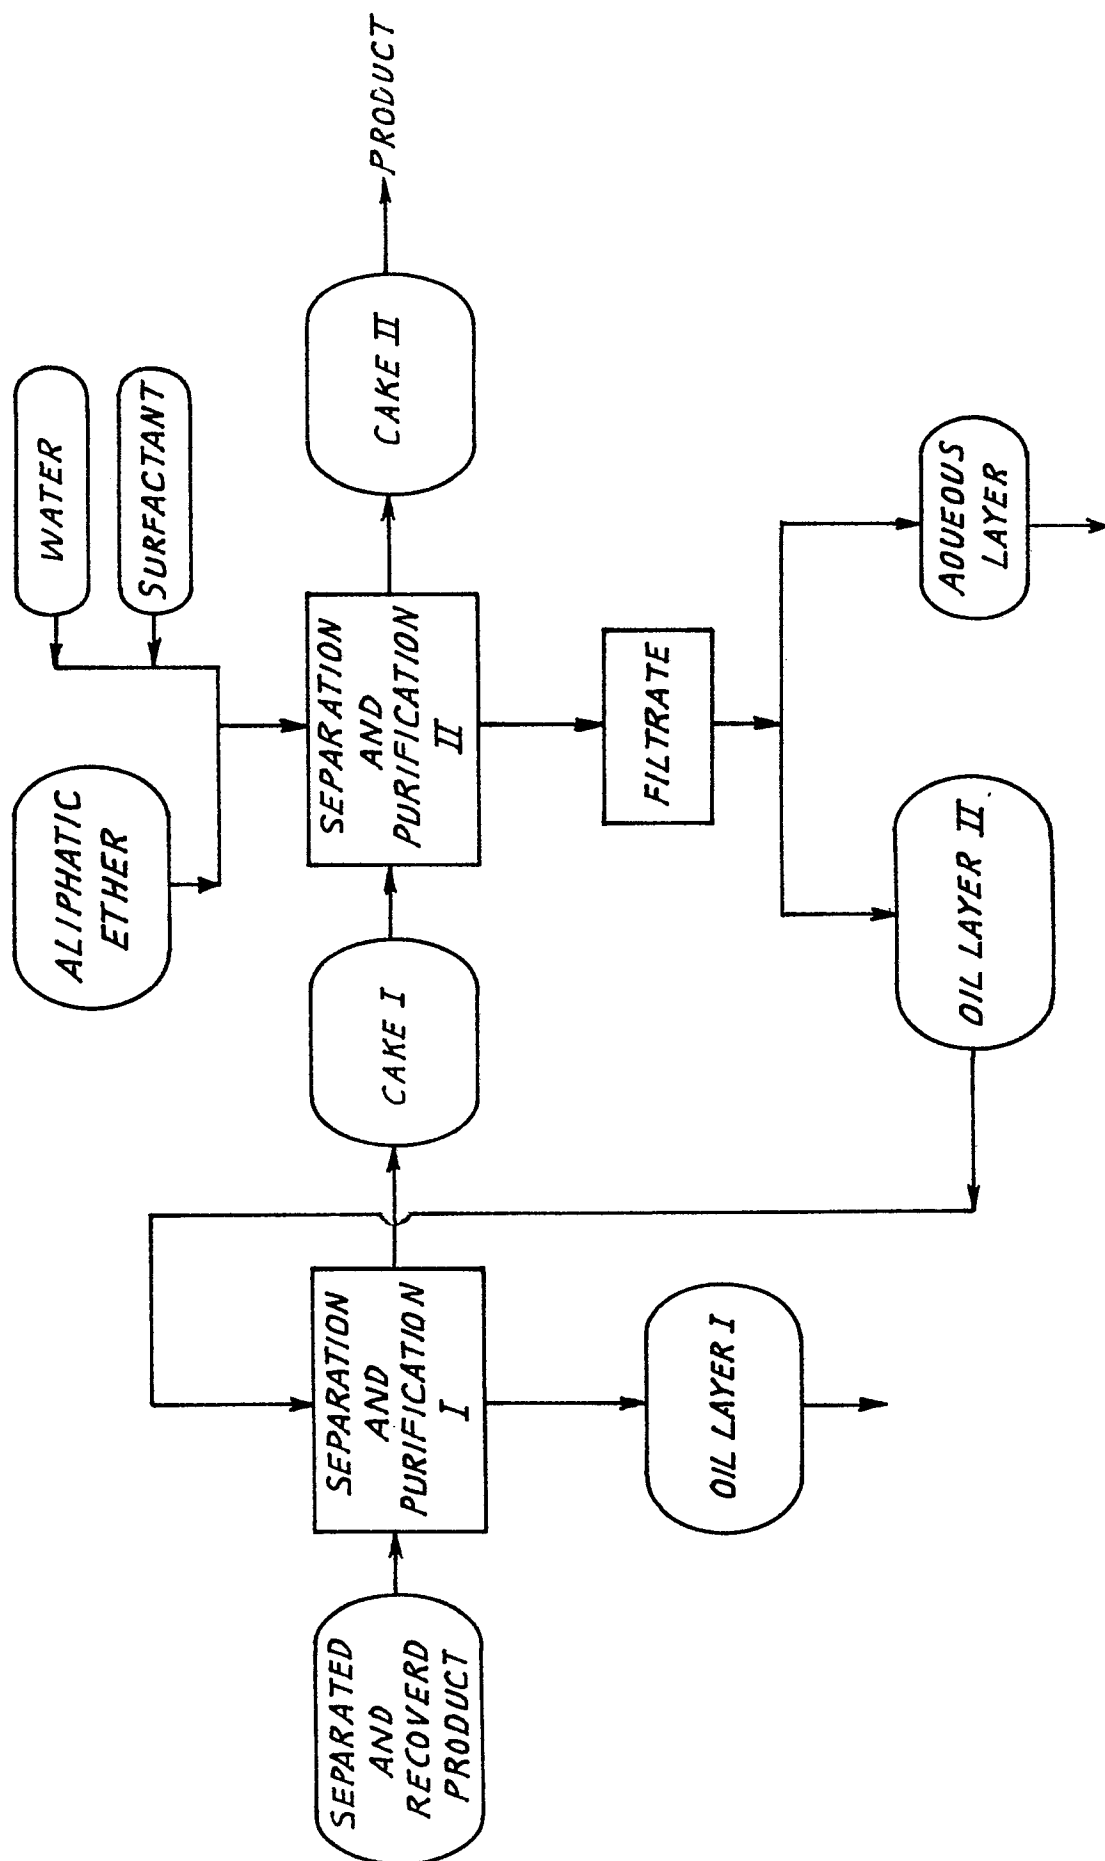 SEPARATED
AND
RECOVERD
PRODUCT
SEPARATION
AND
PURIFICATION
I
OIL LAYER I
CAKE I
ALIPHATIC
ETHER
WATER
SURFACTANT
SEPARATION
AND
PURIFICATION
II
FILTRATE
OIL LAYER II
AQUEOUS
LAYER
CAKE II
PRODUCT